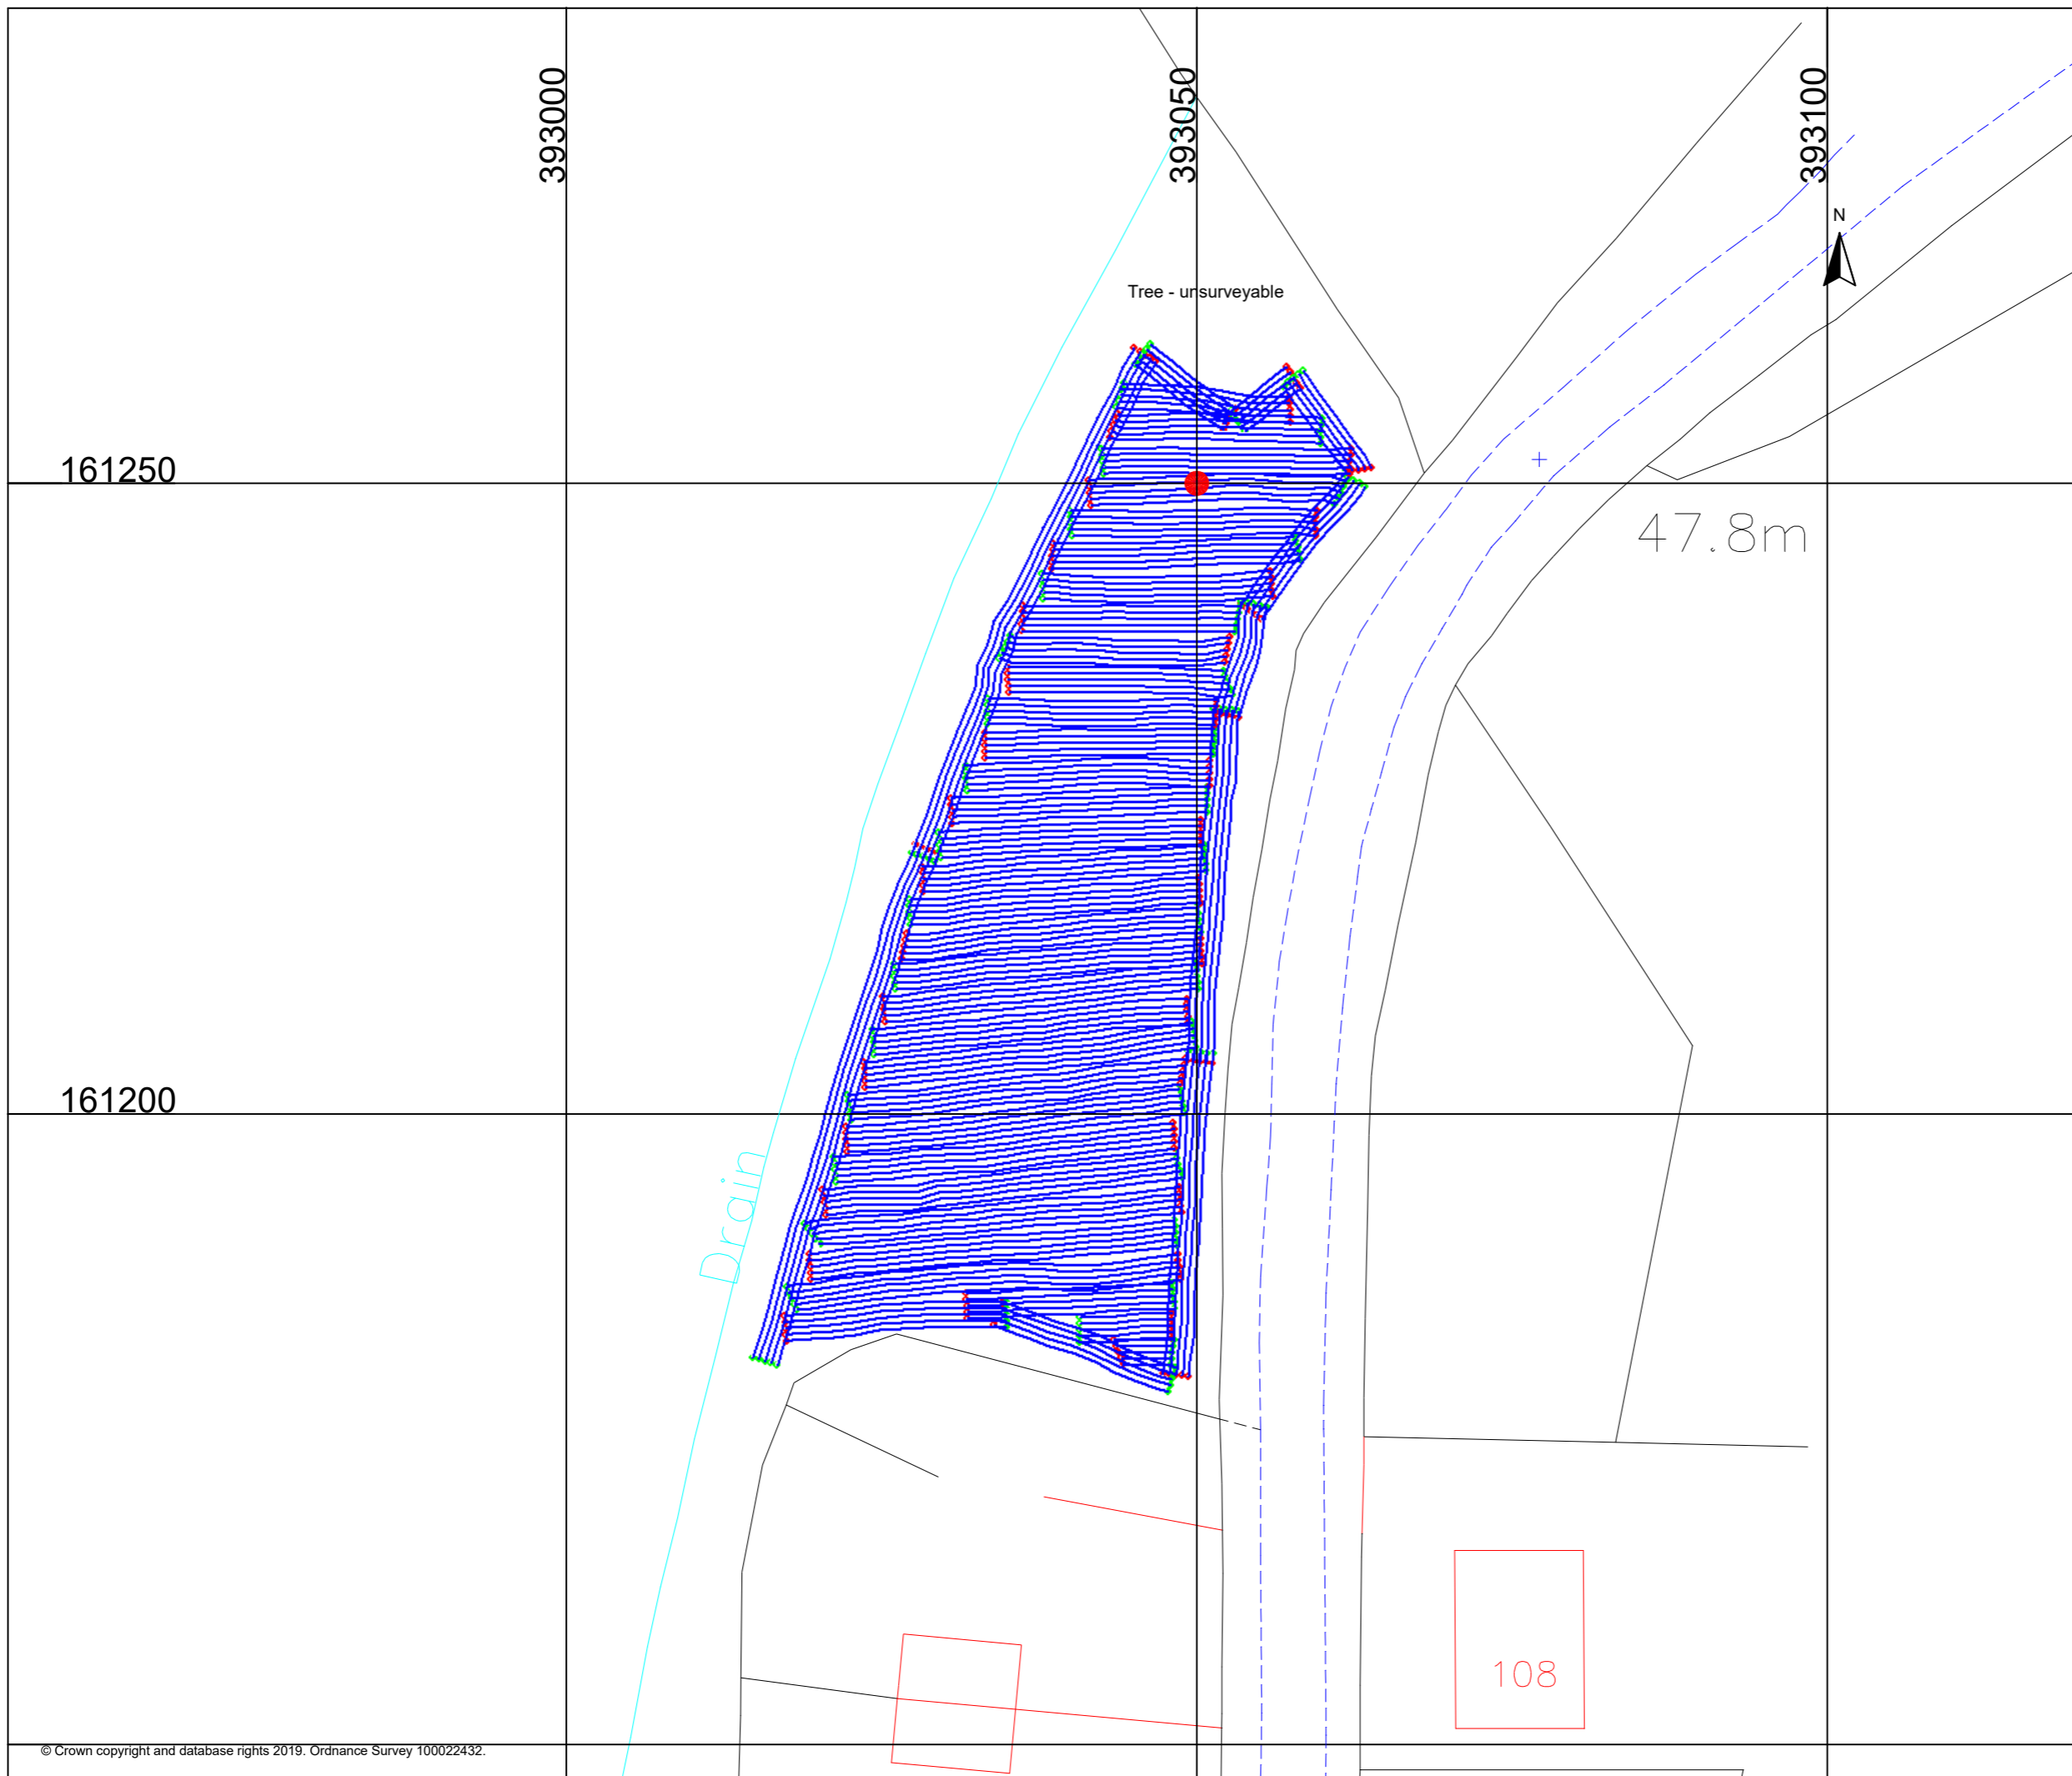 393000
393050
393100
N
Tree - unsurveyable
161250
47.8m
161200
Drain
108
© Crown copyright and database rights 2019. Ordnance Survey 100022432.